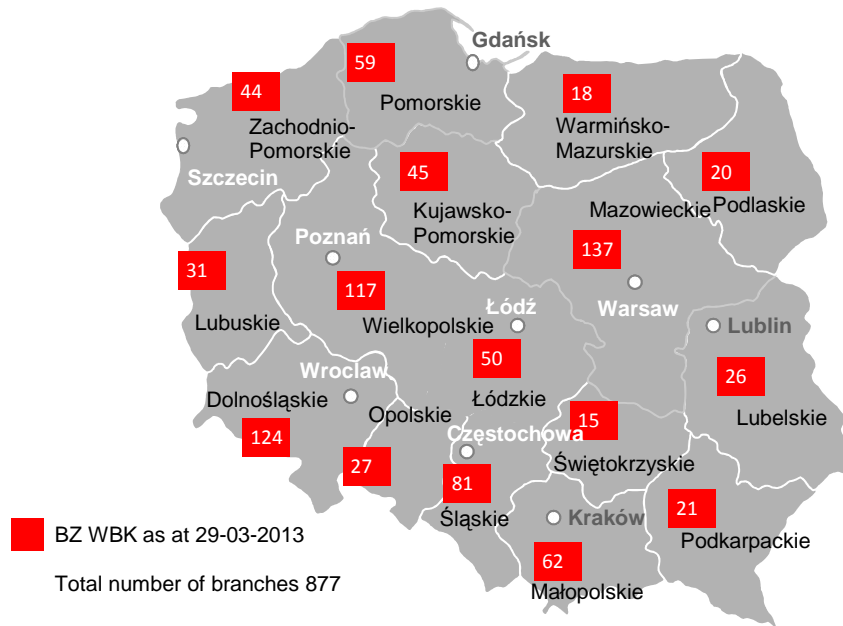 Gdańsk
59
Pomorskie
44
Zachodnio-
Pomorskie
18
Warmińsko-
Mazurskie
Szczecin
45
Kujawsko-
Pomorskie
20
Podlaskie
Mazowieckie
137
Warsaw
Poznań
117
Wielkopolskie
31
Lubuskie
Łódź
50
Łódzkie
Lublin
26
Lubelskie
Wroclaw
Dolnośląskie
124
Opolskie
27
Częstochowa
81
Śląskie
15
Świętokrzyskie
Kraków
62
Małopolskie
21
Podkarpackie
BZ WBK as at 29-03-2013
Total number of branches 877